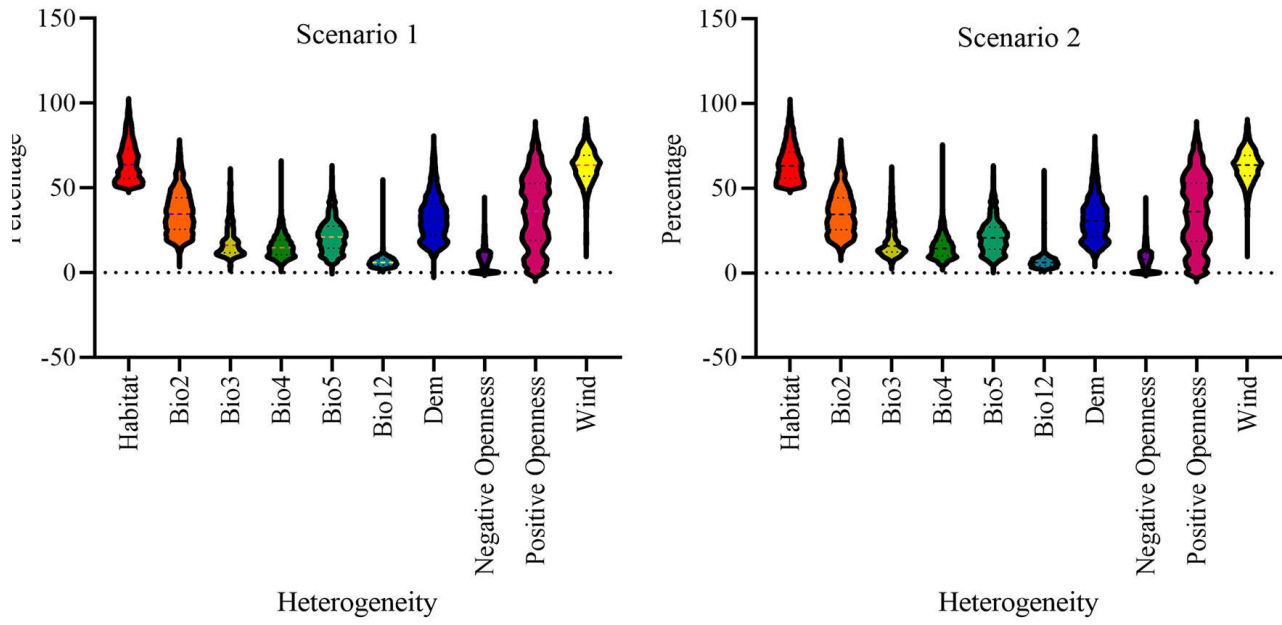 Scenario 1
150
100
50
0
-50
Percentage
Habitat
Bio2
Bio3
Bio4
Bio5
Bio12
Dem
Negative Openness
Positive Openness
Wind
Heterogeneity
Scenario 2
150
100
50
0
-50
Percentage
Habitat
Bio2
Bio3
Bio4
Bio5
Bio12
Dem
Negative Openness
Positive Openness
Wind
Heterogeneity